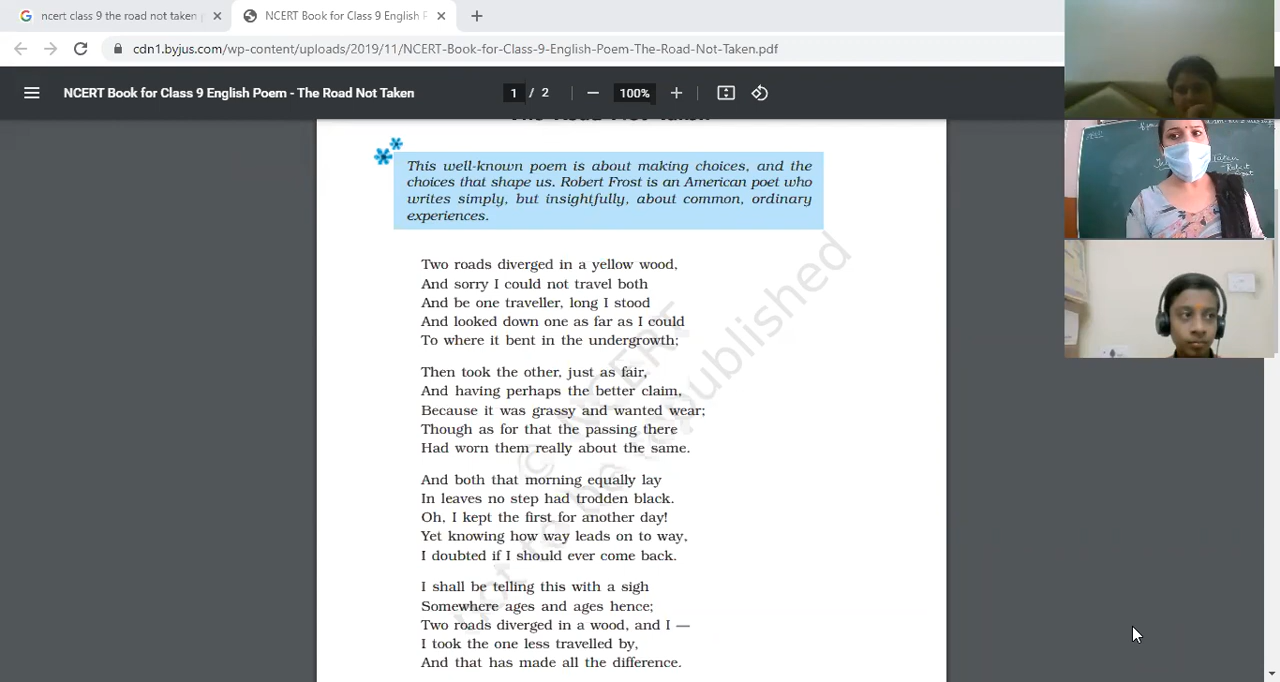 ncert class 9 the road not taken
NCERT Book for Class 9 English P
cdn1.byjus.com/wp-content/uploads/2019/11/NCERT-Book-for-Class-9-English-Poem-The-Road-Not-Taken.pdf
NCERT Book for Class 9 English Poem - The Road Not Taken
1 / 2
100%
The Road Not Taken
This well-known poem is about making choices, and the
choices that shape us. Robert Frost is an American poet who
writes simply, but insightfully, about common, ordinary
experiences.
Two roads diverged in a yellow wood,
And sorry I could not travel both
And be one traveller, long I stood
And looked down one as far as I could
To where it bent in the undergrowth;
Then took the other, just as fair,
And having perhaps the better claim,
Because it was grassy and wanted wear;
Though as for that the passing there
Had worn them really about the same.
And both that morning equally lay
In leaves no step had trodden black.
Oh, I kept the first for another day!
Yet knowing how way leads on to way,
I doubted if I should ever come back.
I shall be telling this with a sigh
Somewhere ages and ages hence;
Two roads diverged in a wood, and I —
I took the one less travelled by,
And that has made all the difference.
© NCERT
not to be republished